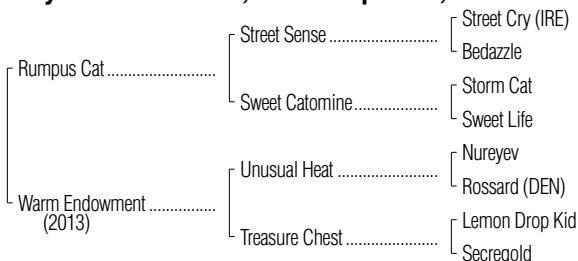 Street Cry (IRE)
Street Sense ........................
Bedazzle
Rumpus Cat ........................
Storm Cat
Sweet Catomine ..................
Sweet Life
Nureyev
Unusual Heat ......................
Rossard (DEN)
Warm Endowment ...............
(2013)
Lemon Drop Kid
Treasure Chest ....................
Secregold